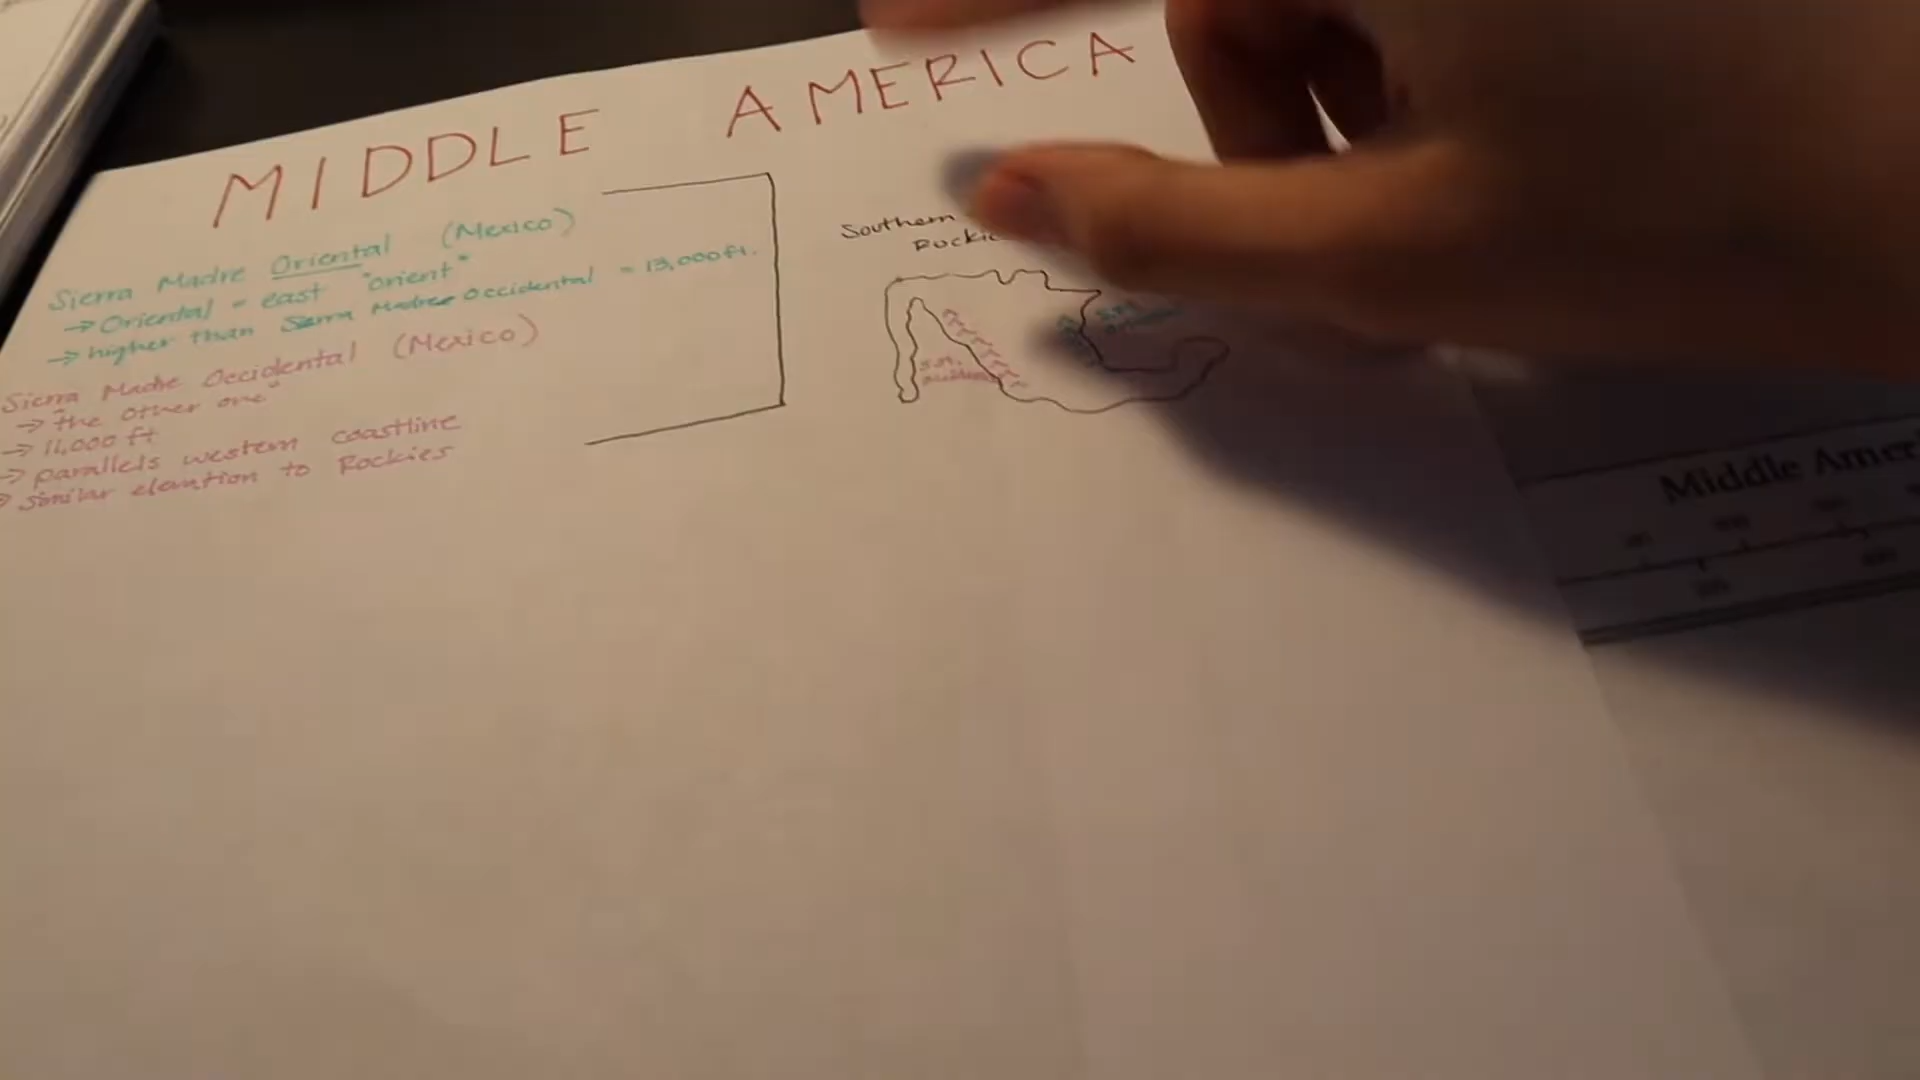 MIDDLE AMERICA
Sierra Madre Oriental (Mexico)
→ Oriental = east "orient"
→ higher than Sierra Madre Occidental = 13,000 ft.
Sierra Madre Occidental (Mexico)
→ "the other one"
→ 11,000 ft
→ parallels western coastline
→ similar elevation to Rockies
Southern
S.M.
Middle Amer